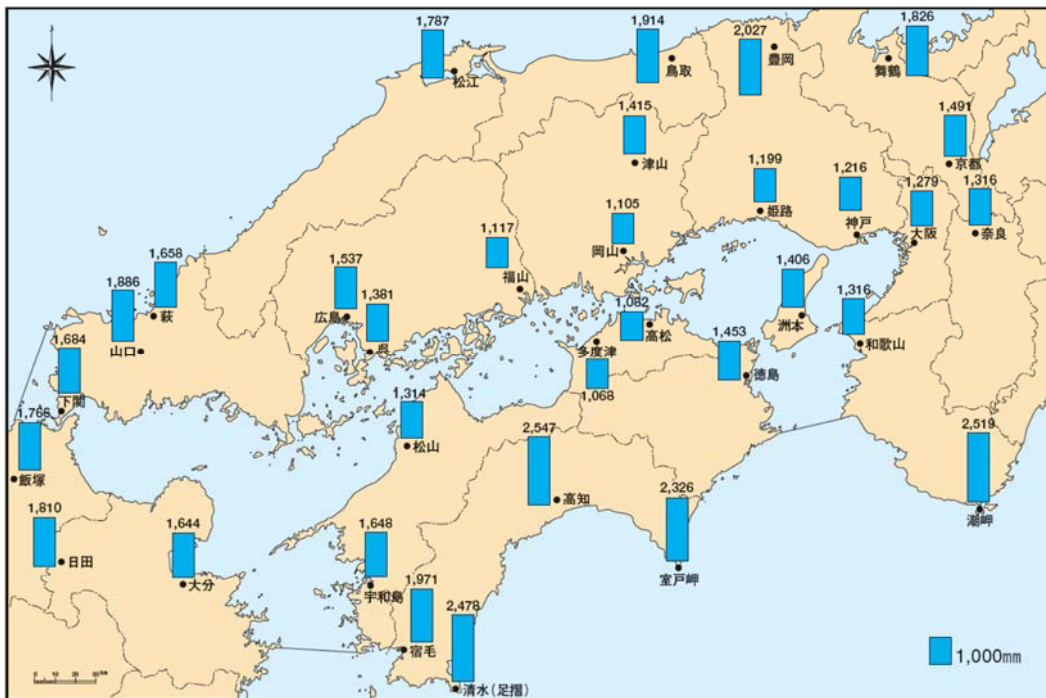 1,787
松江
1,914
鳥取
2,027
豊岡
1,826
舞鶴
1,415
津山
1,491
京都
1,199
姫路
1,216
神戸
1,279
大阪
1,316
奈良
1,105
岡山
1,117
福山
1,658
萩
1,886
山口
1,537
広島
1,381
呉
1,082
高松
多度津
1,068
1,406
洲本
1,316
和歌山
1,453
徳島
1,684
下関
1,766
飯塚
1,314
松山
2,547
高知
2,326
室戸岬
2,519
潮岬
1,810
日田
1,644
大分
1,648
宇和島
1,971
宿毛
2,478
清水(足摺)
1,000mm
0 10 20 30km